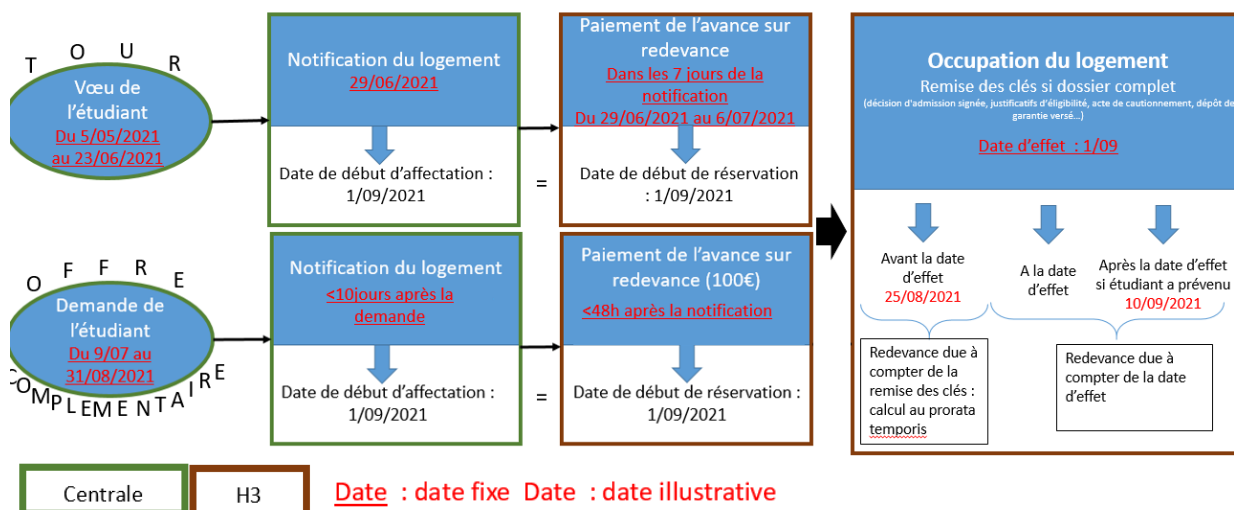 TOUR
Vœu de
l'étudiant
Du 5/05/2021
au 23/06/2021
Notification du logement
29/06/2021
Date de début d'affectation :
1/09/2021
=
Paiement de l'avance sur
redevance
Dans les 7 jours de la
notification
Du 29/06/2021 au 6/07/2021
Date de début de réservation
: 1/09/2021
OFFRE
Demande de
l'étudiant
Du 9/07 au
31/08/2021
COMPLEMENTAIRE
Notification du logement
<10jours après la
demande
Date de début d'affectation :
1/09/2021
=
Paiement de l'avance sur
redevance (100€)
<48h après la notification
Date de début de réservation :
1/09/2021
Occupation du logement
Remise des clés si dossier complet
(décision d'admission signée, justificatifs d'éligibilité, acte de cautionnement, dépôt de
garantie versé...)
Date d'effet : 1/09
Avant la date
d'effet
25/08/2021
A la date
d'effet
Après la date d'effet
si étudiant a prévenu
10/09/2021
Redevance due à
compter de la
remise des clés :
calcul au prorata
temporis
Redevance due à
compter de la date
d'effet
Centrale
H3
Date : date fixe Date : date illustrative